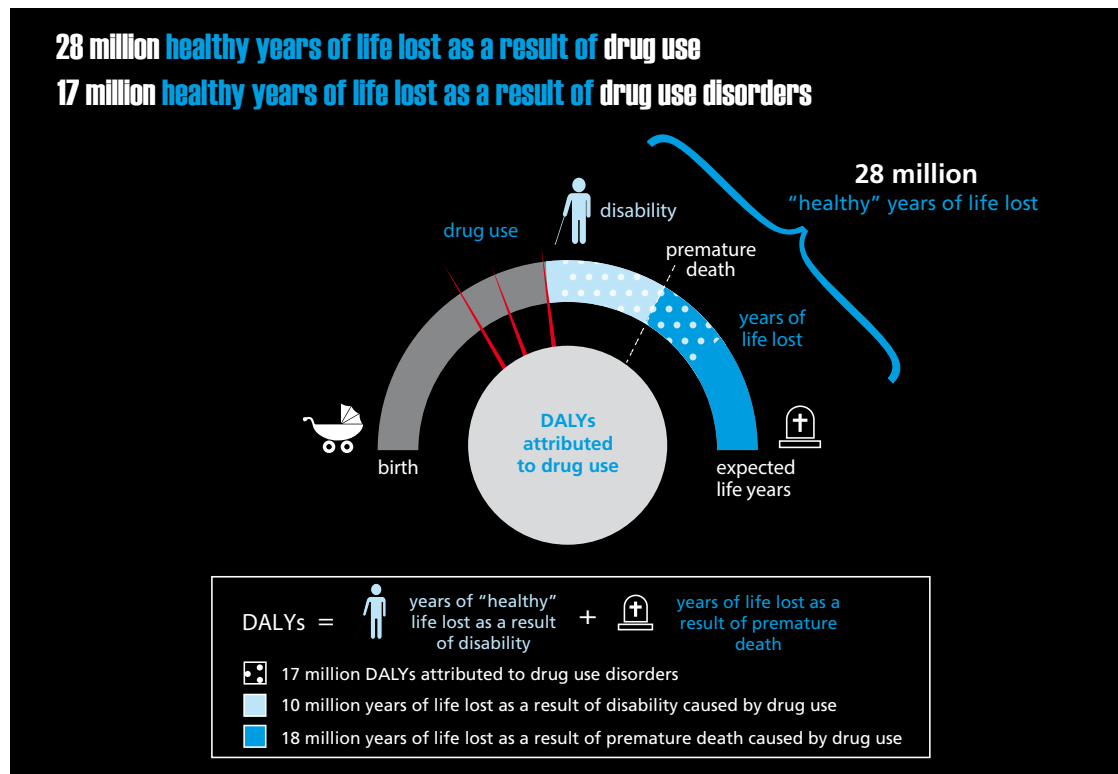 28 million healthy years of life lost as a result of drug use
17 million healthy years of life lost as a result of drug use disorders
28 million
“healthy” years of life lost
disability
drug use
premature
death
years of
life lost
DALYs
attributed
to drug use
birth
expected
life years
DALYs =
years of “healthy”
life lost as a result
of disability
+
years of life lost as a
result of premature
death
17 million DALYs attributed to drug use disorders
10 million years of life lost as a result of disability caused by drug use
18 million years of life lost as a result of premature death caused by drug use